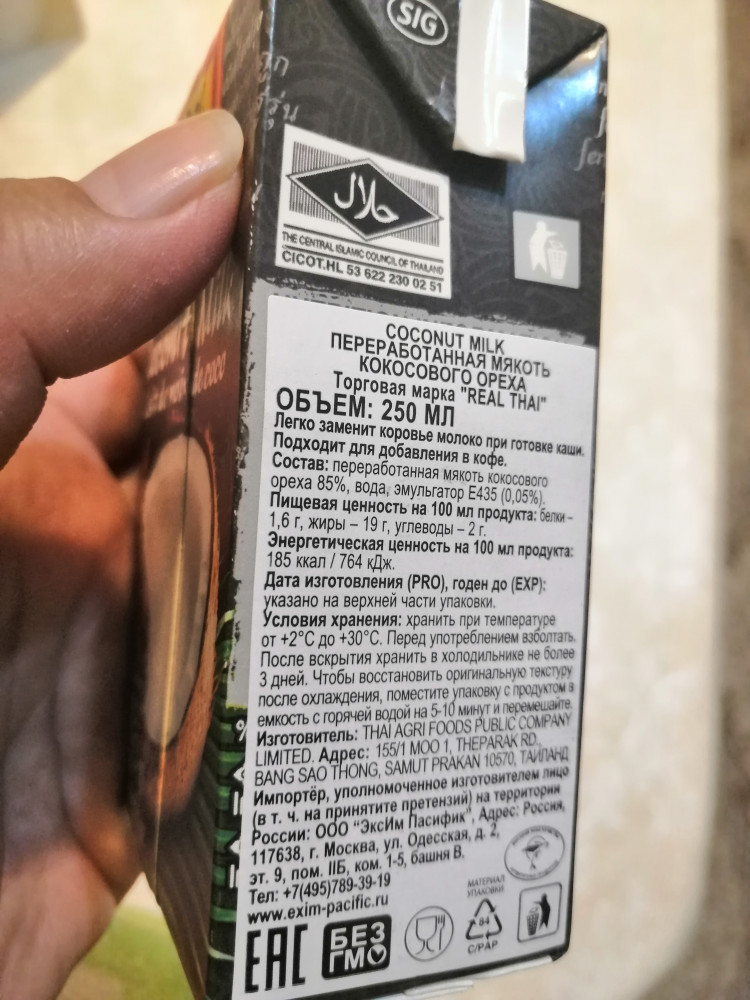 SIG
حلال
THE CENTRAL ISLAMIC COUNCIL OF THAILAND
CICOT.HL 53 622 230 02 51
COCONUT MILK
ПЕРЕРАБОТАННАЯ МЯКОТЬ
КОКОСОВОГО ОРЕХА
Торговая марка "REAL THAI"
ОБЪЕМ: 250 МЛ
Легко заменит коровье молоко при готовке каши.
Подходит для добавления в кофе.
Состав: переработанная мякоть кокосового
ореха 85%, вода, эмульгатор Е435 (0,05%).
Пищевая ценность на 100 мл продукта: белки –
1,6 г, жиры – 19 г, углеводы – 2 г.
Энергетическая ценность на 100 мл продукта:
185 ккал / 764 кДж.
Дата изготовления (PRO), годен до (EXP):
указано на верхней части упаковки.
Условия хранения: хранить при температуре
от +2°С до +30°С. Перед употреблением взболтать.
После вскрытия хранить в холодильнике не более
3 дней. Чтобы восстановить оригинальную текстуру
после охлаждения, поместите упаковку с продуктом в
емкость с горячей водой на 5-10 минут и перемешайте.
Изготовитель: THAI AGRI FOODS PUBLIC COMPANY
LIMITED. Адрес: 155/1 MOO 1, THEPARAK RD.,
BANG SAO THONG, SAMUT PRAKAN 10570, ТАИЛАНД
Импортёр, уполномоченное изготовителем лицо
(в т. ч. на принятите претензий) на территории
России: ООО "ЭксИм Пасифик", Адрес: Россия,
117638, г. Москва, ул. Одесская, д. 2,
эт. 9, пом. IIБ, ком. 1-5, башня В.
Тел: +7(495)789-39-19
www.exim-pacific.ru
EAC
БЕЗ
ГМО
МАТЕРИАЛ
УПАКОВКИ
84
C/PAP